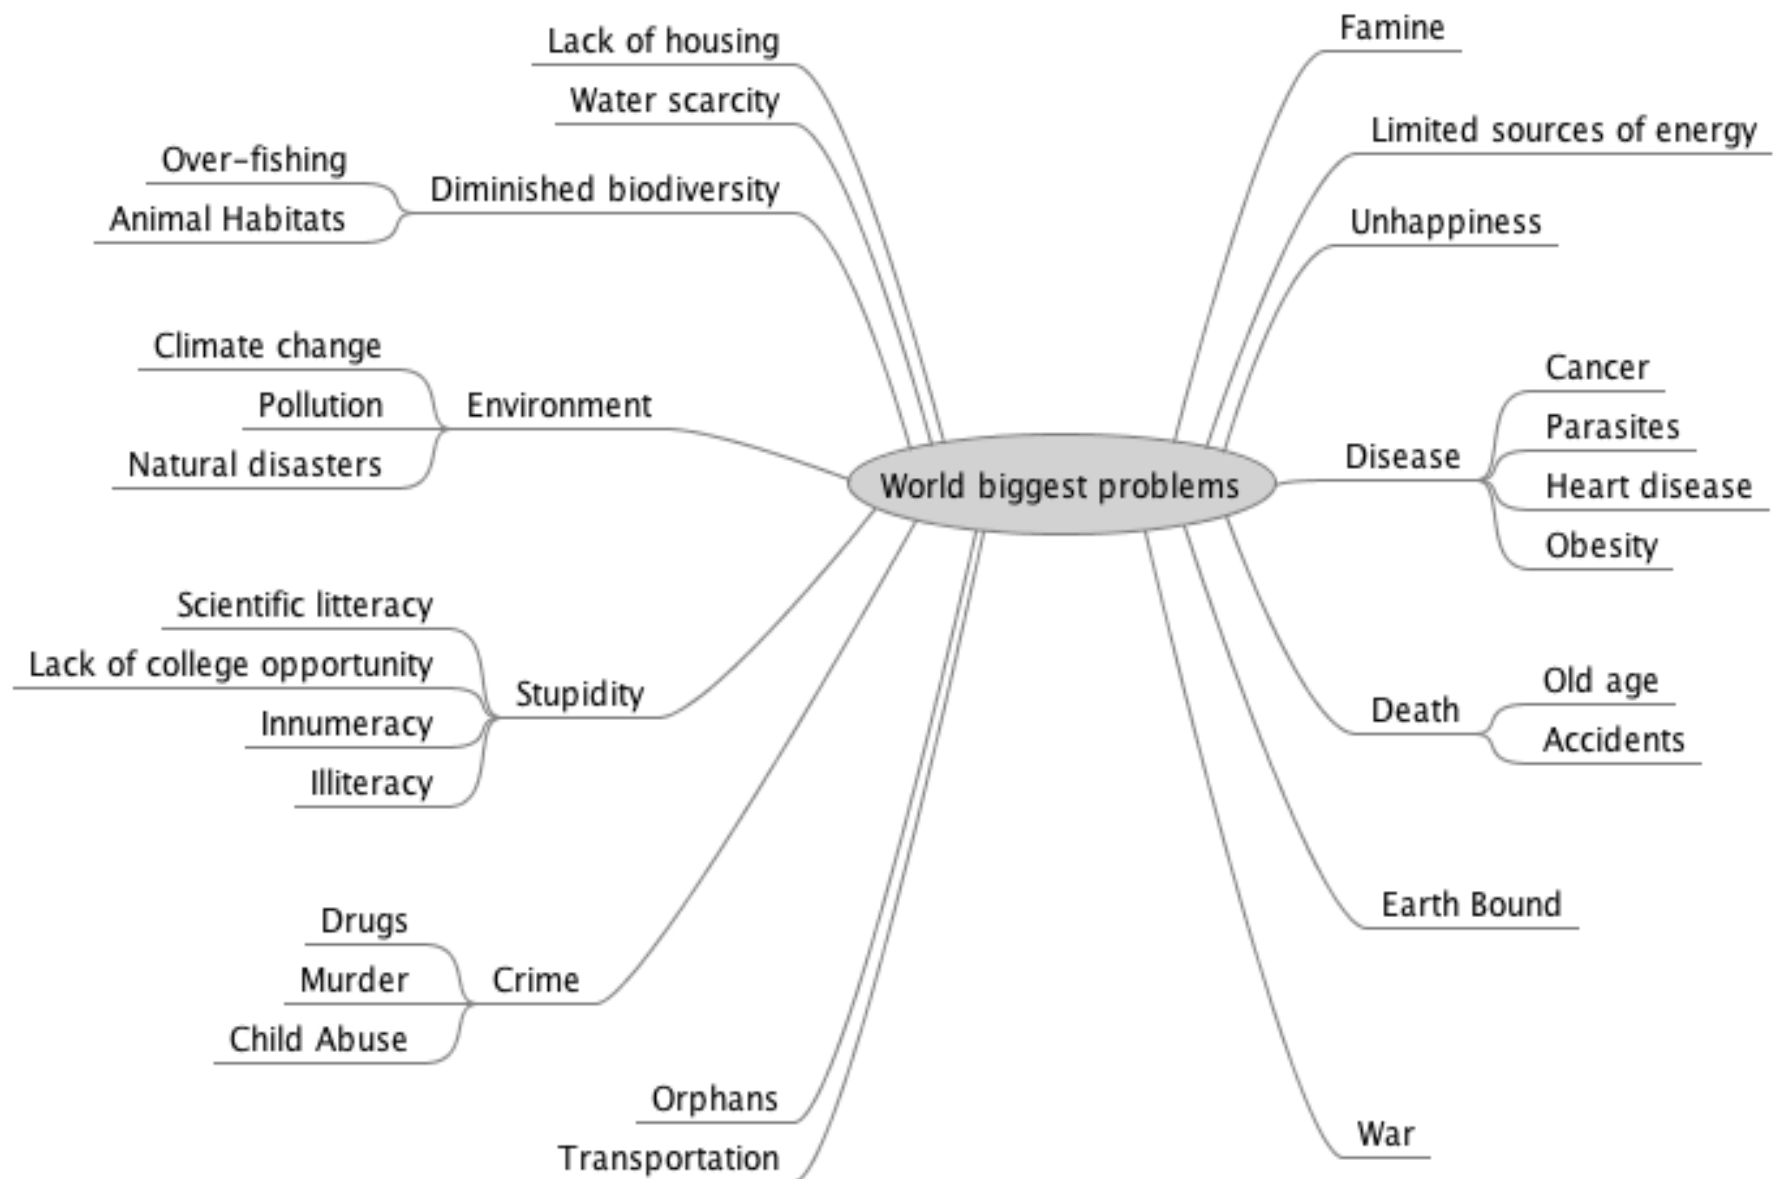 Lack of housing
Water scarcity
Over-fishing
Animal Habitats
Diminished biodiversity
Climate change
Pollution
Natural disasters
Environment
Scientific litteracy
Lack of college opportunity
Innumeracy
Illiteracy
Stupidity
Drugs
Murder
Child Abuse
Crime
Orphans
Transportation
World biggest problems
Famine
Limited sources of energy
Unhappiness
Disease
Cancer
Parasites
Heart disease
Obesity
Death
Old age
Accidents
Earth Bound
War